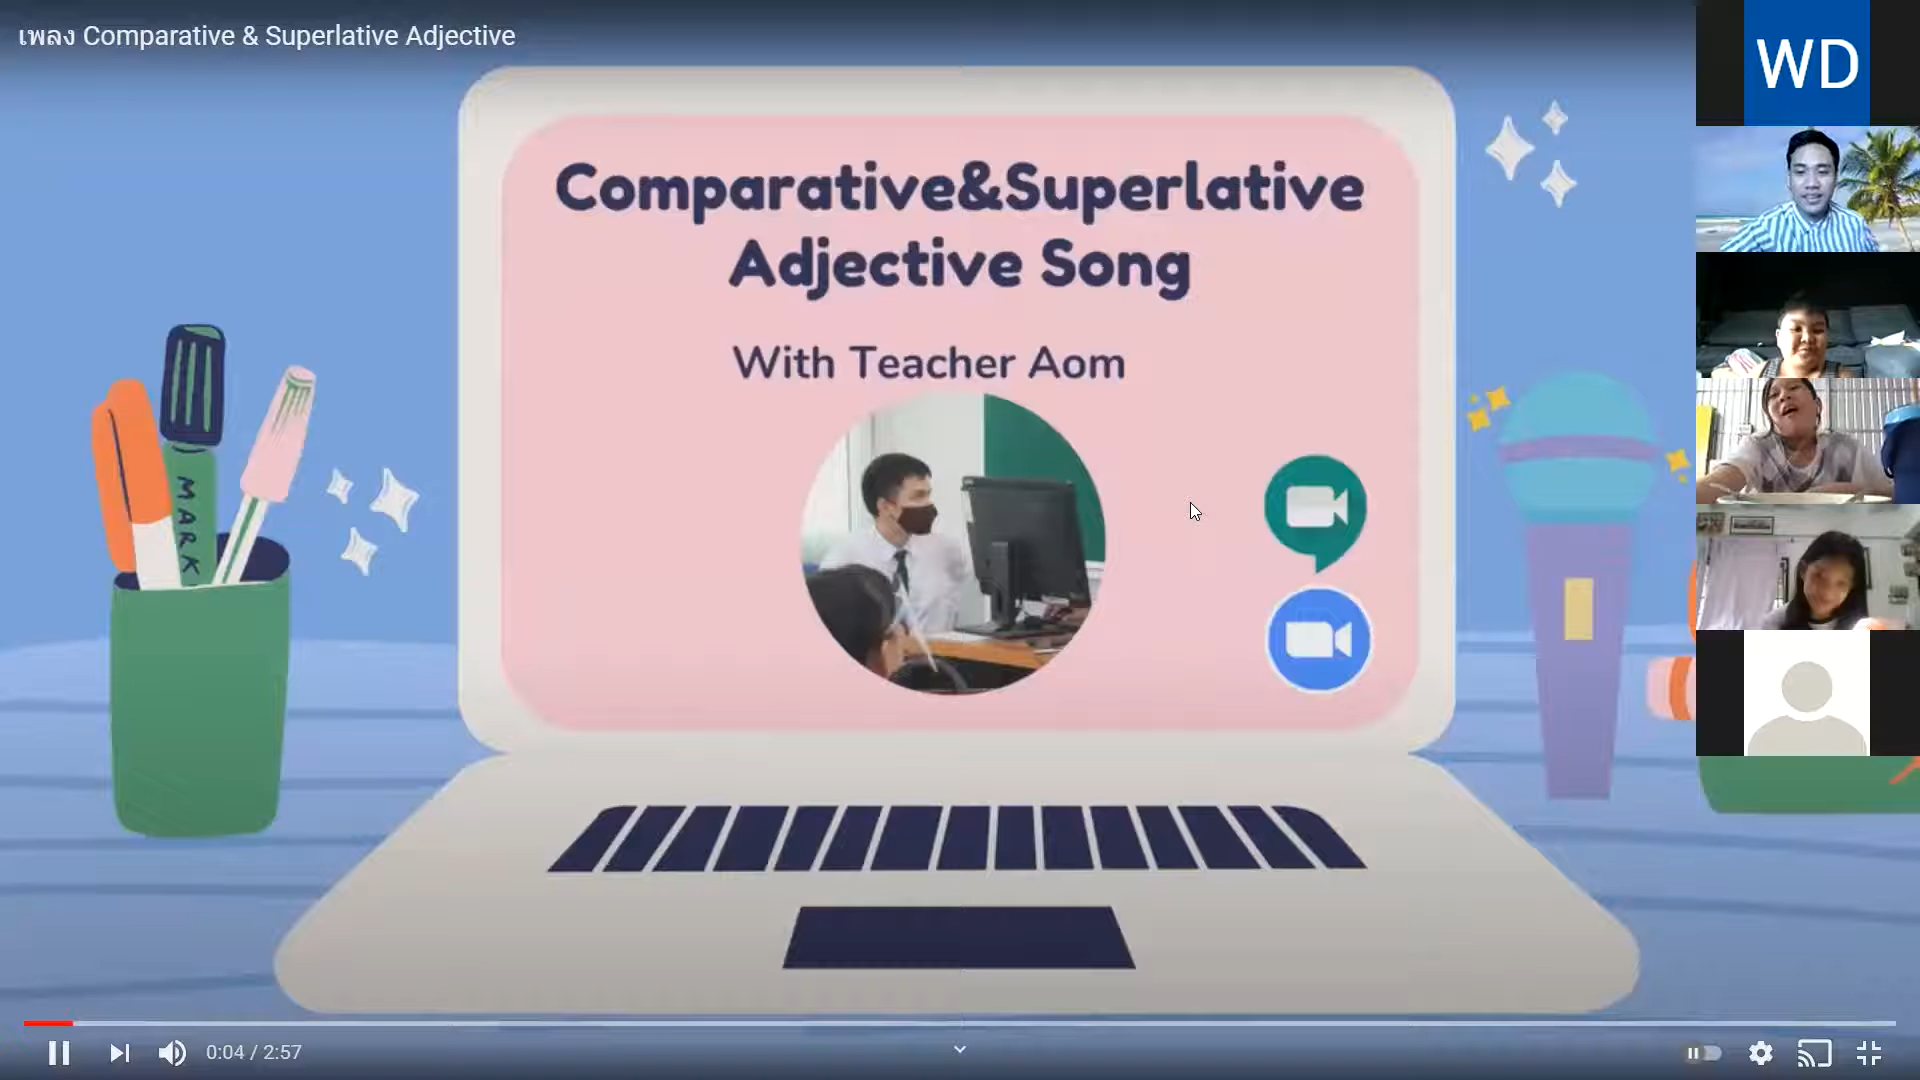 เพลง Comparative & Superlative Adjective
WD
Comparative&Superlative
Adjective Song
With Teacher Aom
MARK
0:04 / 2:57